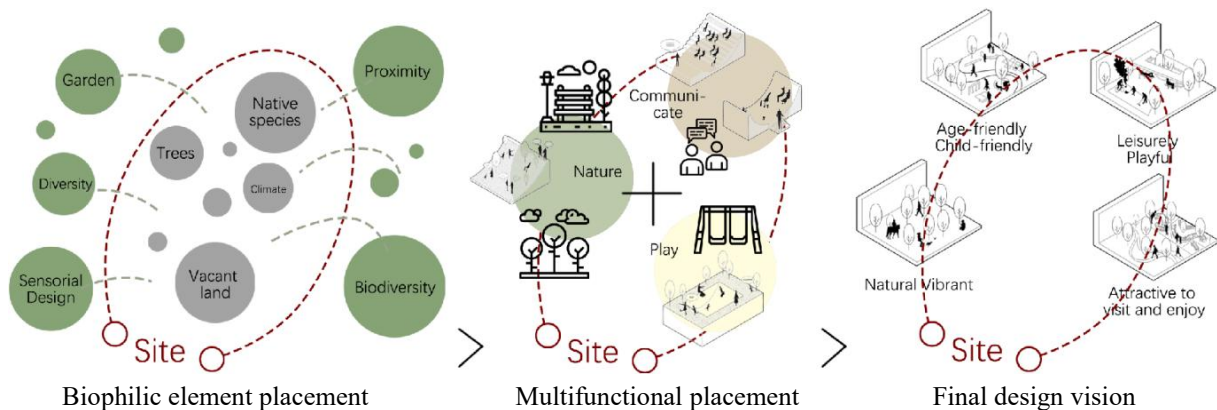 Garden
Native
species
Proximity
Trees
Climate
Diversity
Sensorial
Design
Vacant
land
Biodiversity
Site
Biophilic element placement
>
Communi-
cate
Nature
Play
Site
Multifunctional placement
>
Age-friendly
Child-friendly
Leisurely
Playful
Natural Vibrant
Attractive to
visit and enjoy
Site
Final design vision